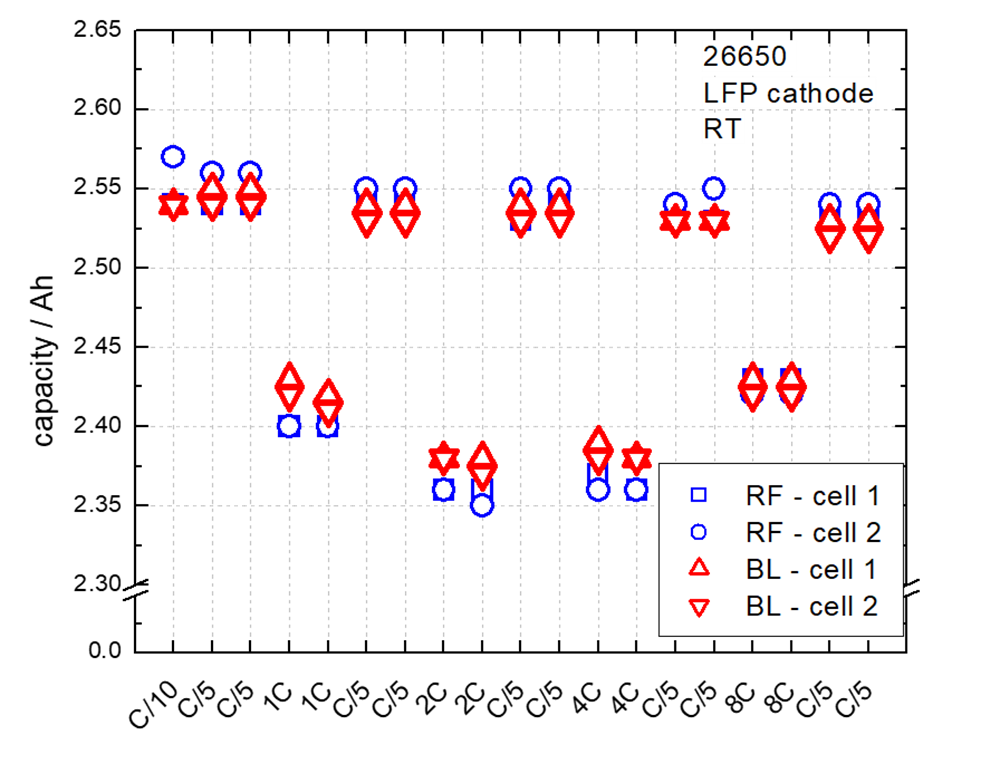 2.65
2.60
2.55
2.50
2.45
2.40
2.35
2.30
0.0
capacity / Ah
26650
LFP cathode
RT
RF - cell 1
RF - cell 2
BL - cell 1
BL - cell 2
C/10 C/5 C/5 1C 1C C/5 C/5 2C 2C C/5 C/5 4C 4C C/5 C/5 8C 8C C/5 C/5